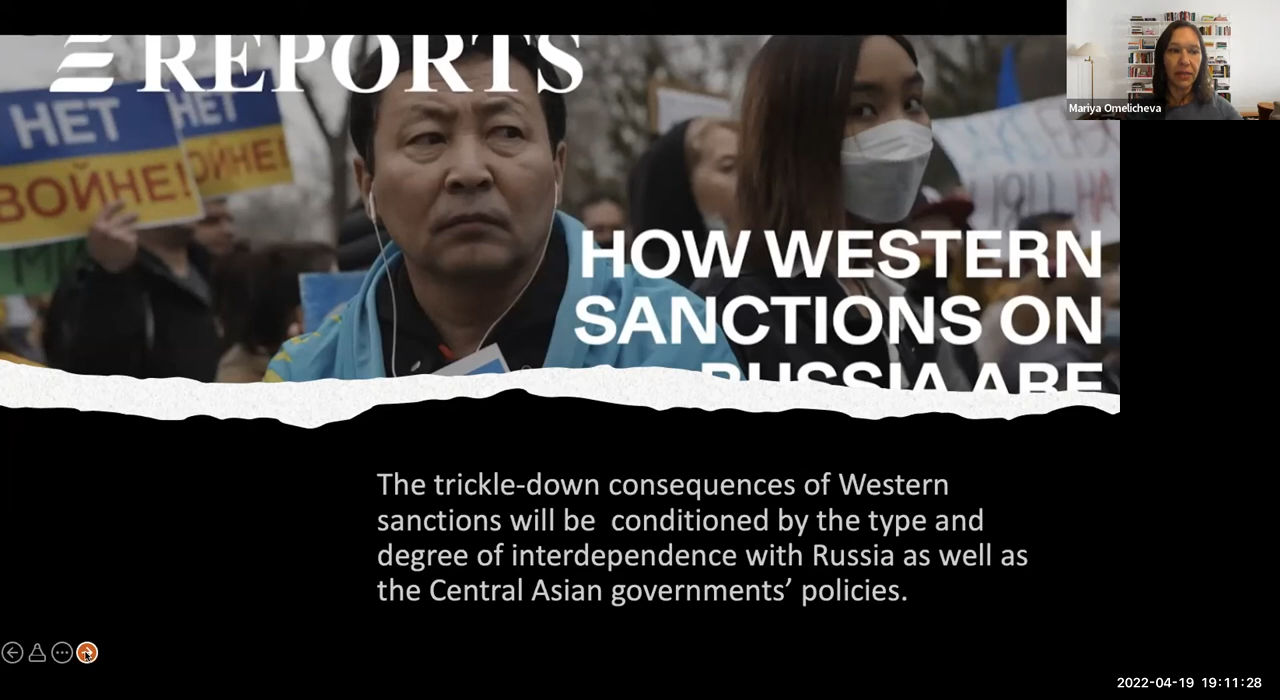 REPORTS
НЕТ
ВОЙНЕ!
НЕТ
ВОЙНЕ!
Mariya Omelicheva
HOW WESTERN
SANCTIONS ON
RUSSIA ARE
The trickle-down consequences of Western
sanctions will be  conditioned by the type and
degree of interdependence with Russia as well as
the Central Asian governments’ policies.
2022-04-19 19:11:28